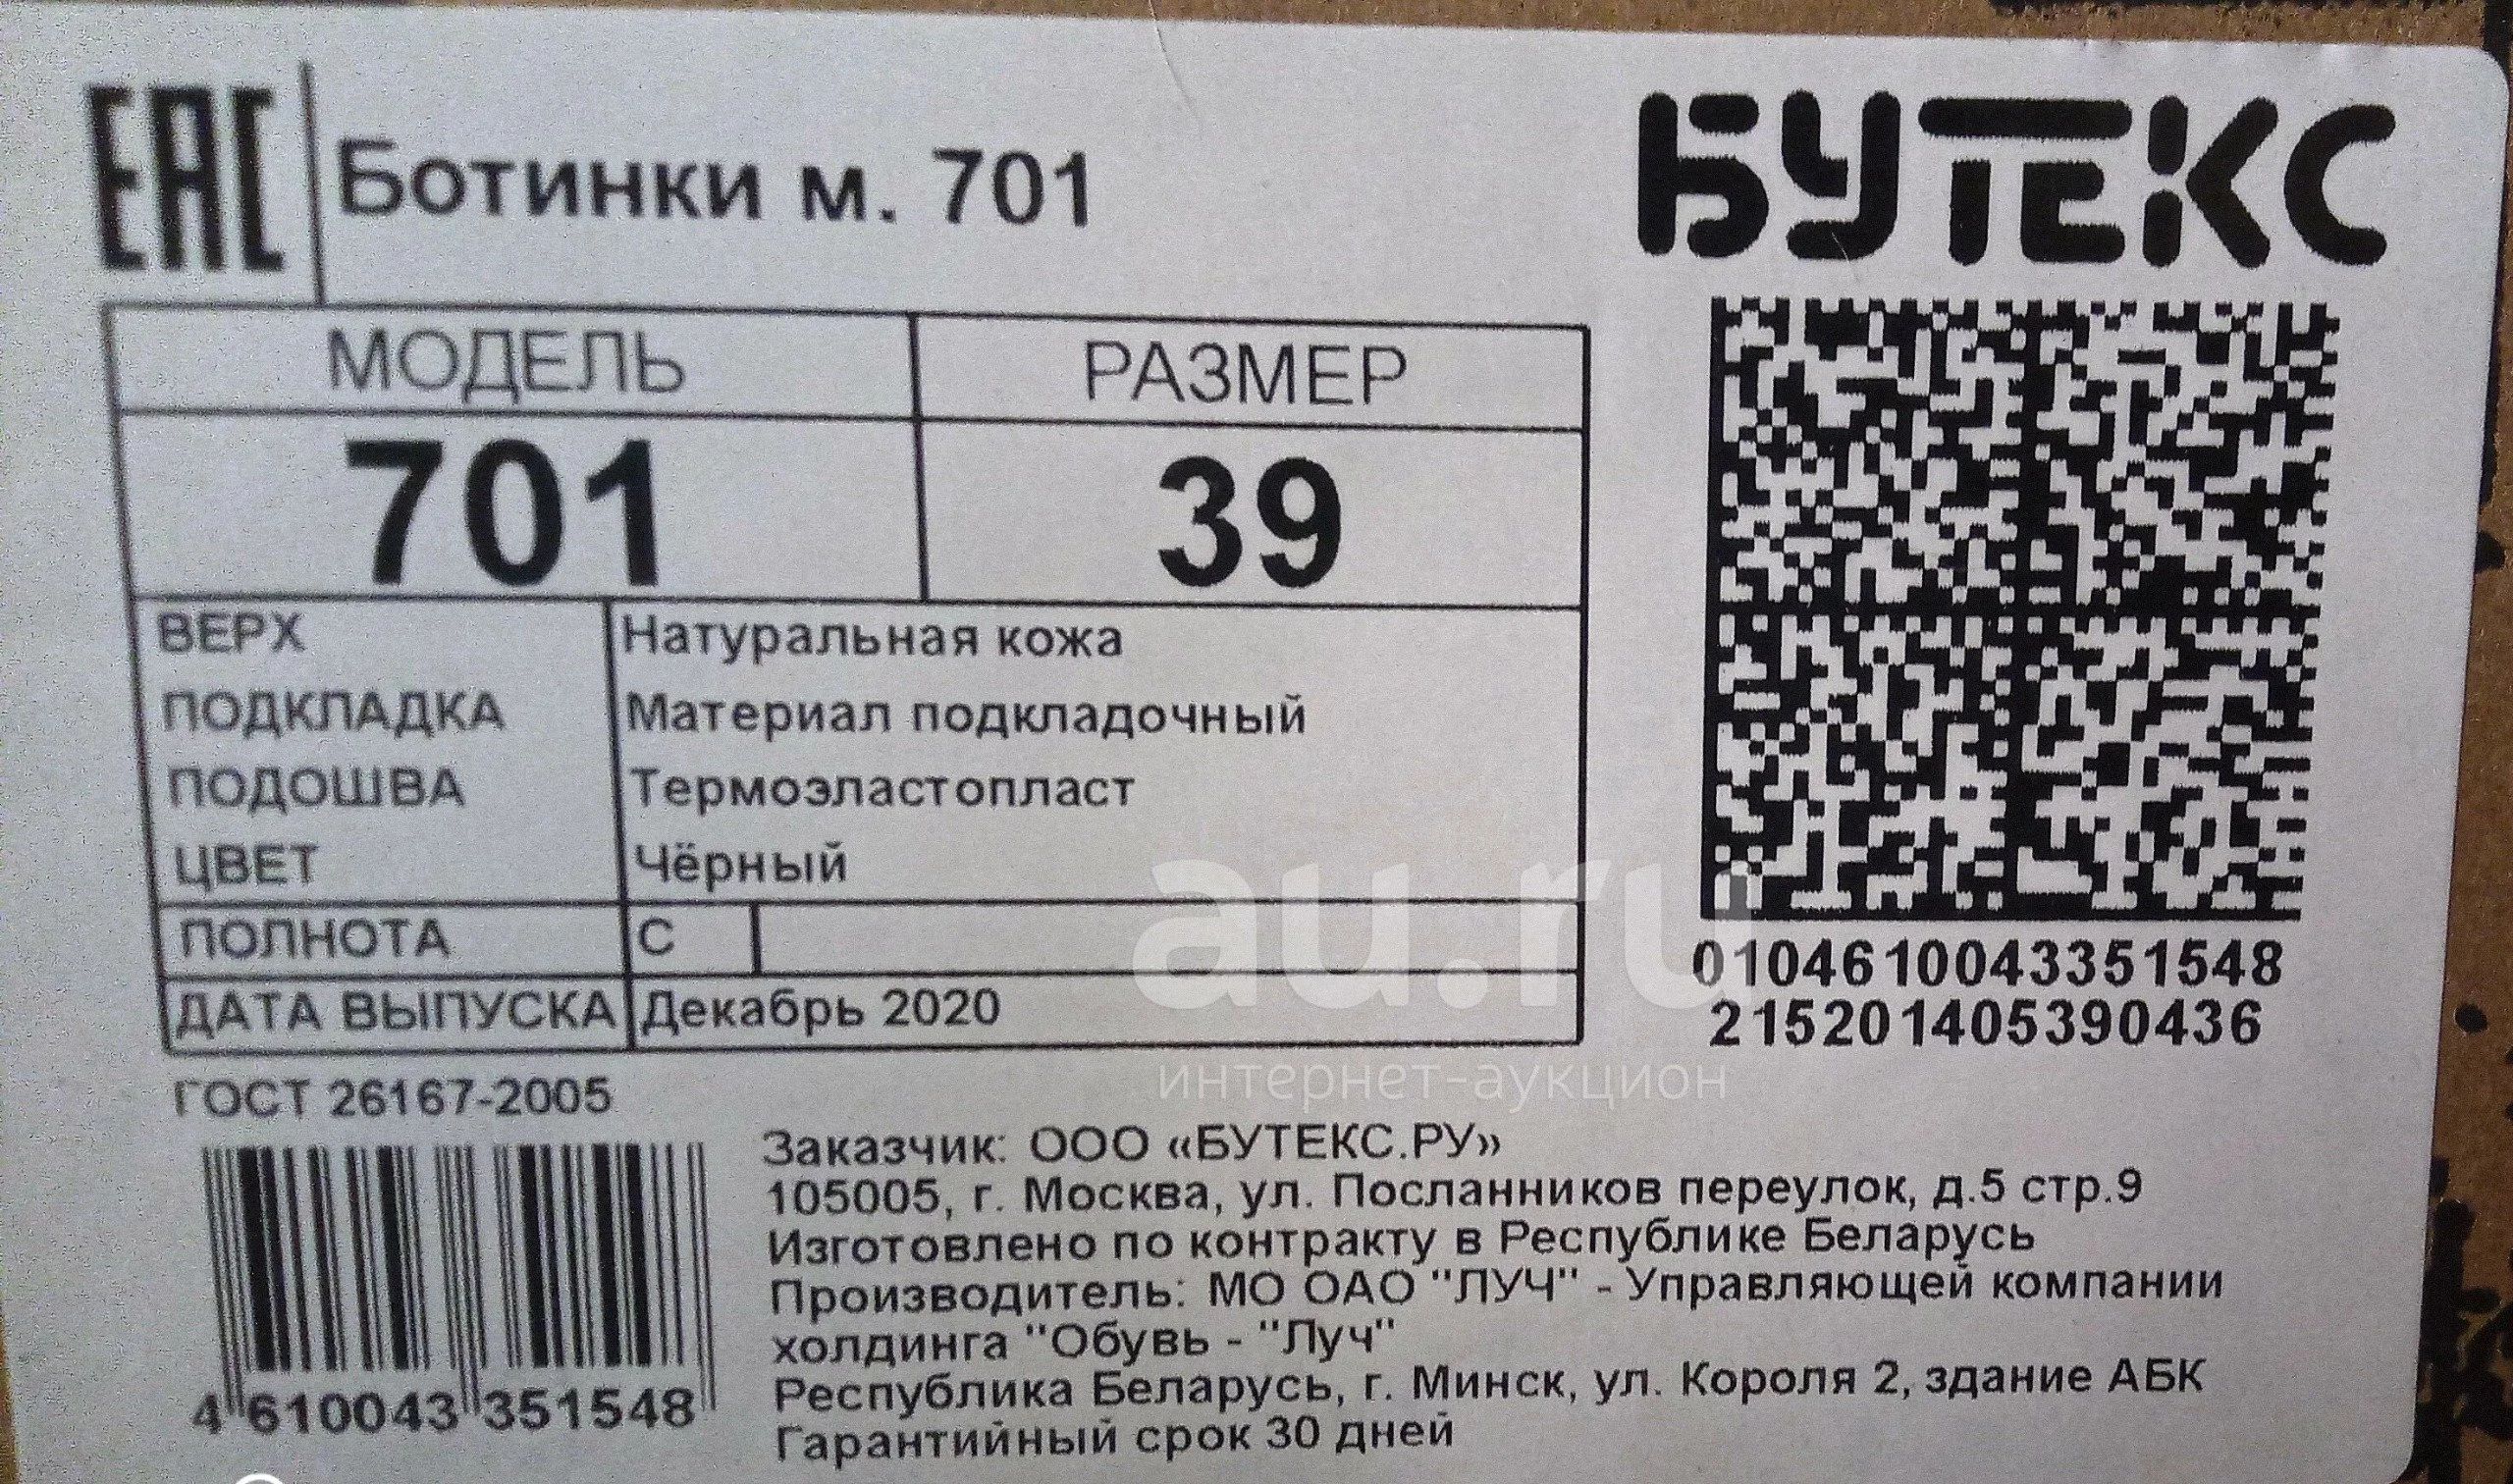 ЕАС
Ботинки м. 701
БУТЕКС
МОДЕЛЬ РАЗМЕР
701 39
ВЕРХ Натуральная кожа
ПОДКЛАДКА Материал подкладочный
ПОДОШВА Термоэластопласт
ЦВЕТ Чёрный
ПОЛНОТА С
ДАТА ВЫПУСКА Декабрь 2020
0104610043351548
215201405390436
au.ru
интернет-аукцион
ГОСТ 26167-2005
4 610043 351548
Заказчик: ООО «БУТЕКС.РУ»
105005, г. Москва, ул. Посланников переулок, д.5 стр.9
Изготовлено по контракту в Республике Беларусь
Производитель: МО ОАО "ЛУЧ" - Управляющей компании
холдинга "Обувь - "Луч"
Республика Беларусь, г. Минск, ул. Короля 2, здание АБК
Гарантийный срок 30 дней